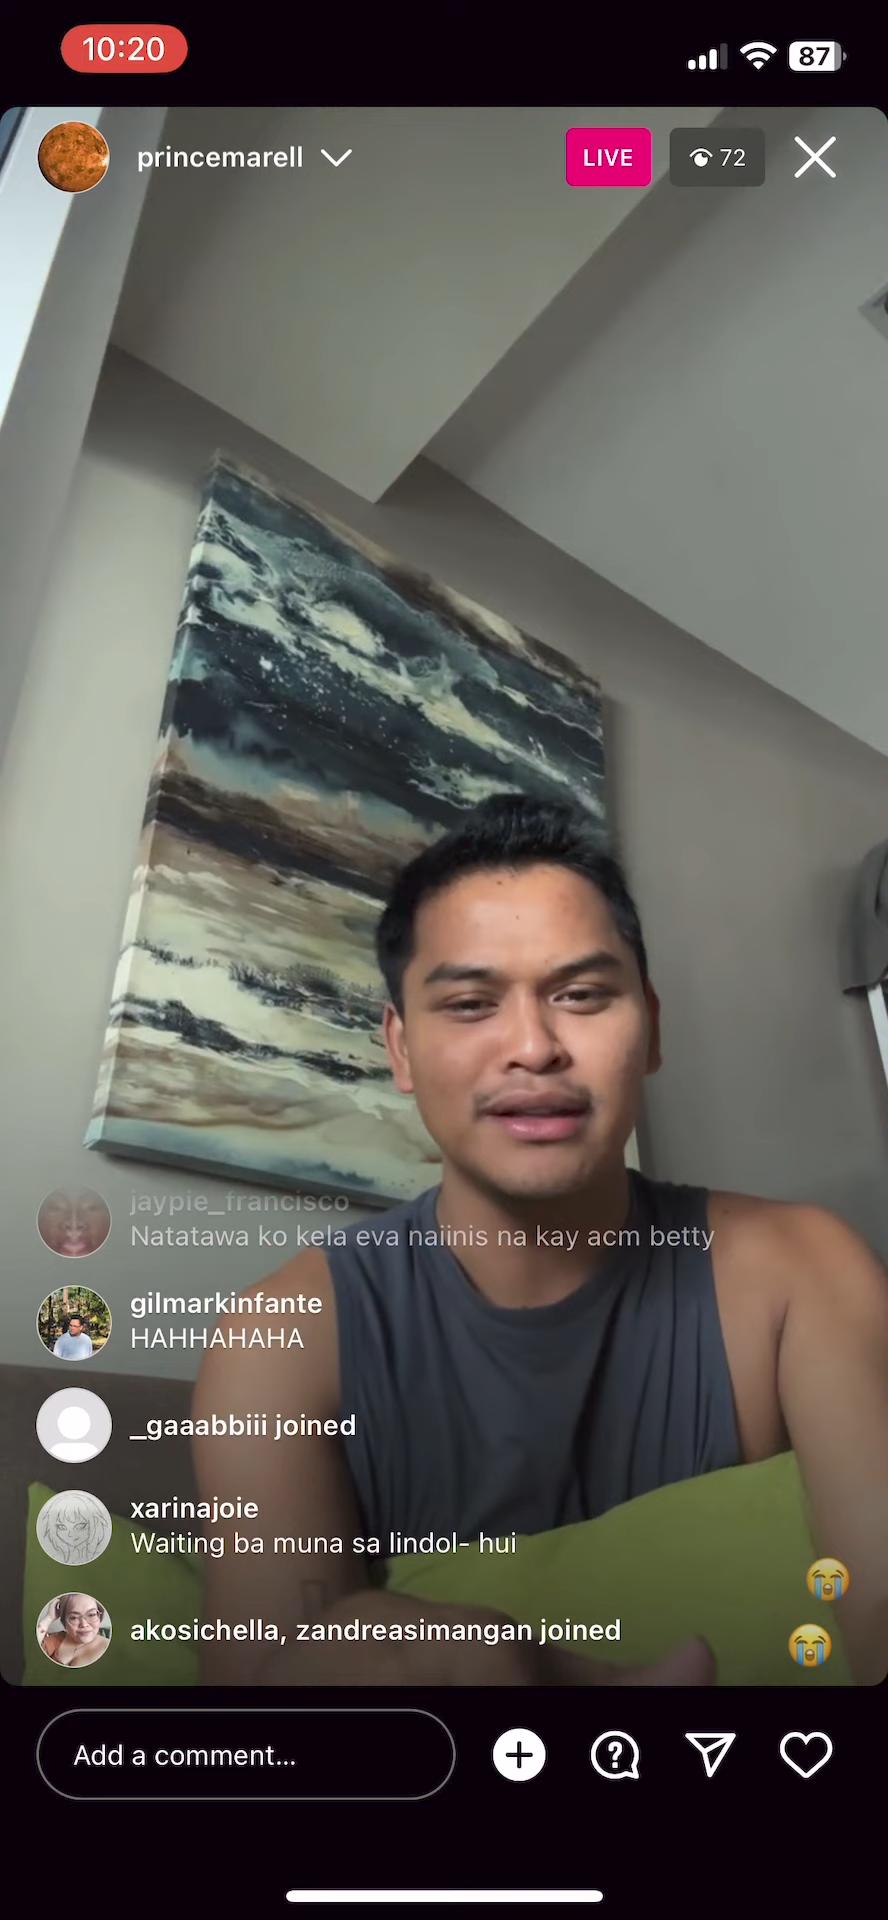 10:20
87
princemarell
LIVE
72
jaypie_francisco
Natatawa ko kela eva naiinis na kay acm betty
gilmarkinfante
HAHHAHAHA
_gaaabbiii joined
xarinajoie
Waiting ba muna sa lindol- hui
akosichella, zandreasimangan joined
Add a comment...